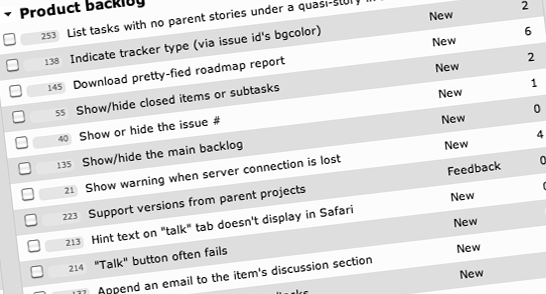 Product backlog
253 List tasks with no parent stories under a quasi-story in
138 Indicate tracker type (via issue id's bgcolor) New 2
145 Download pretty-fied roadmap report New 6
55 Show/hide closed items or subtasks New 2
40 Show or hide the issue # New 1
135 Show/hide the main backlog New 0
21 Show warning when server connection is lost New 4
223 Support versions from parent projects Feedback 0
213 Hint text on "talk" tab doesn't display in Safari New
214 "Talk" button often fails New
Append an email to the item's discussion section New
New